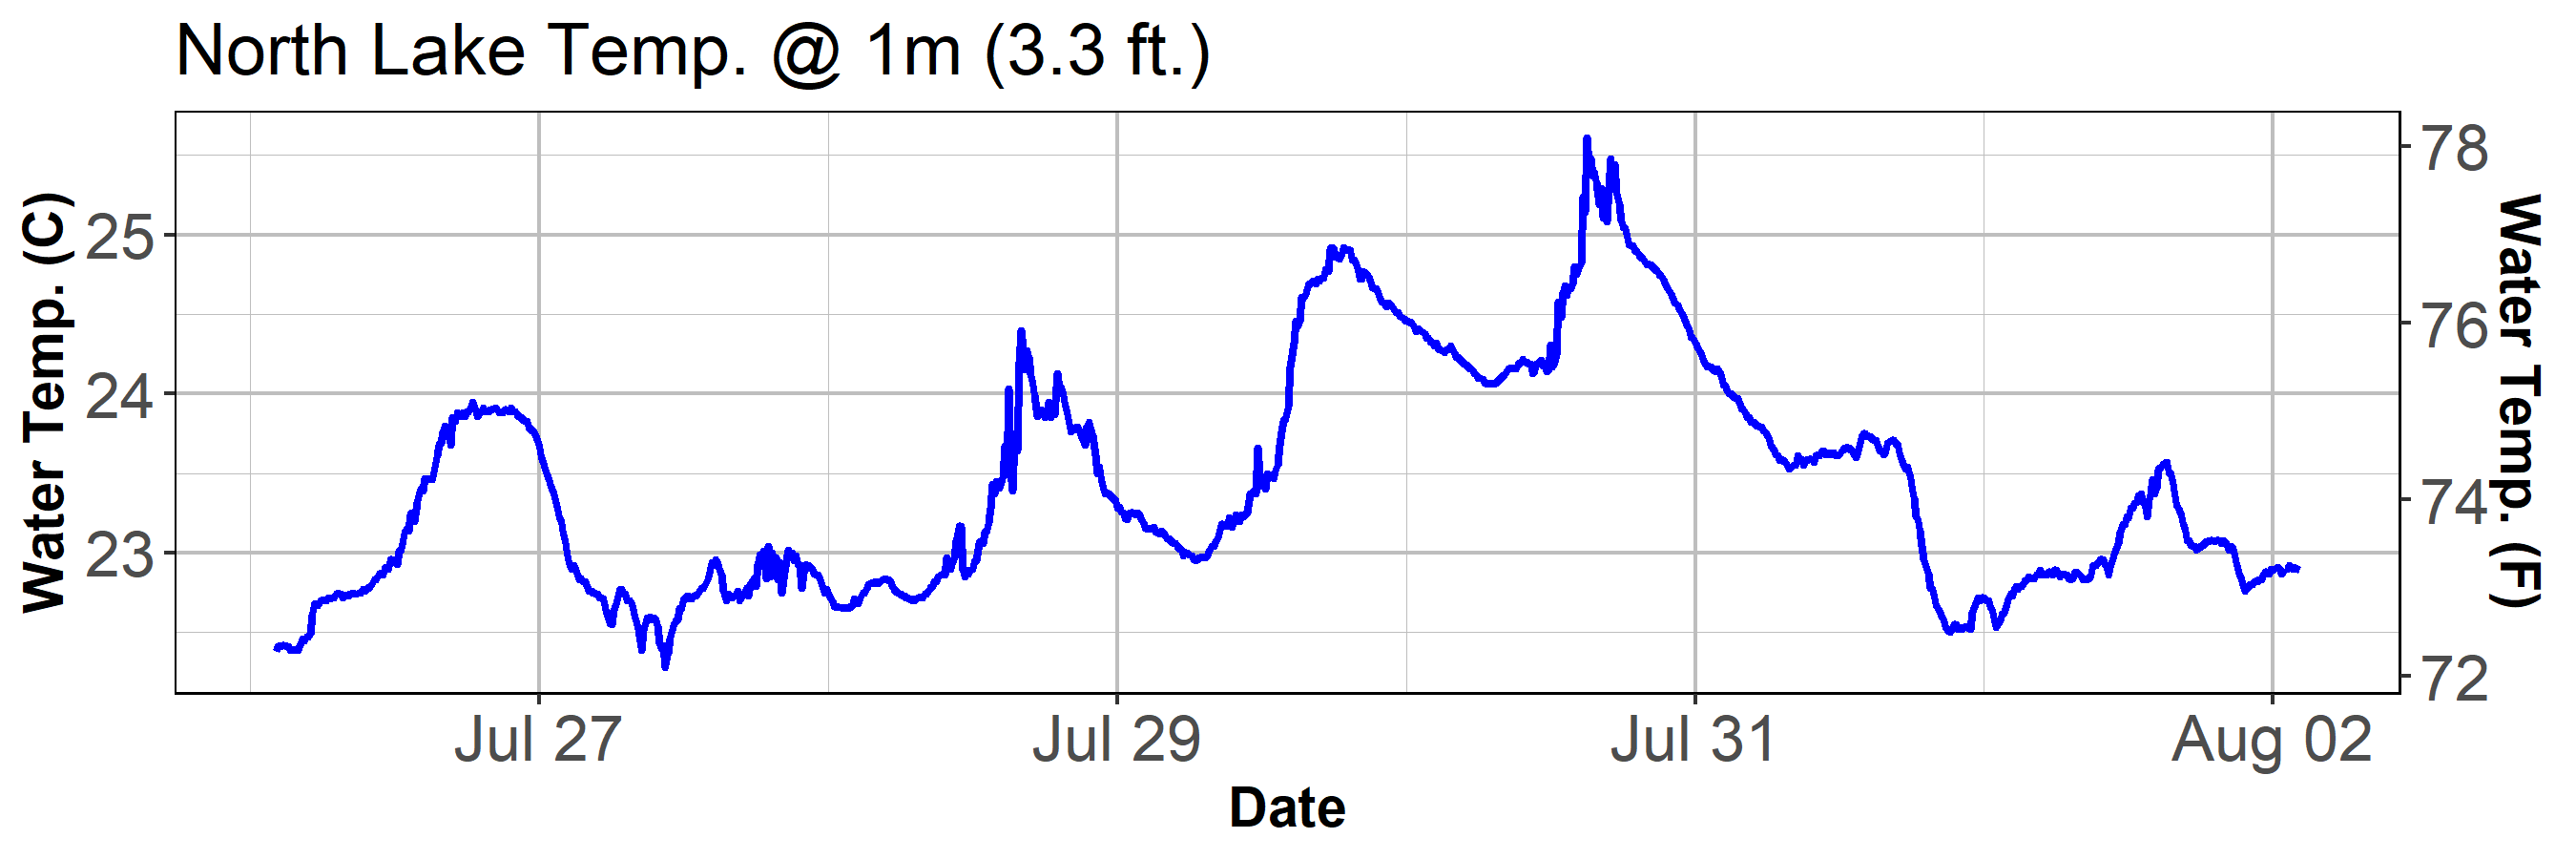 North Lake Temp. @ 1m (3.3 ft.)
Water Temp. (C)
25
24
23
78
76
74
72
Water Temp. (F)
Jul 27
Jul 29
Jul 31
Aug 02
Date